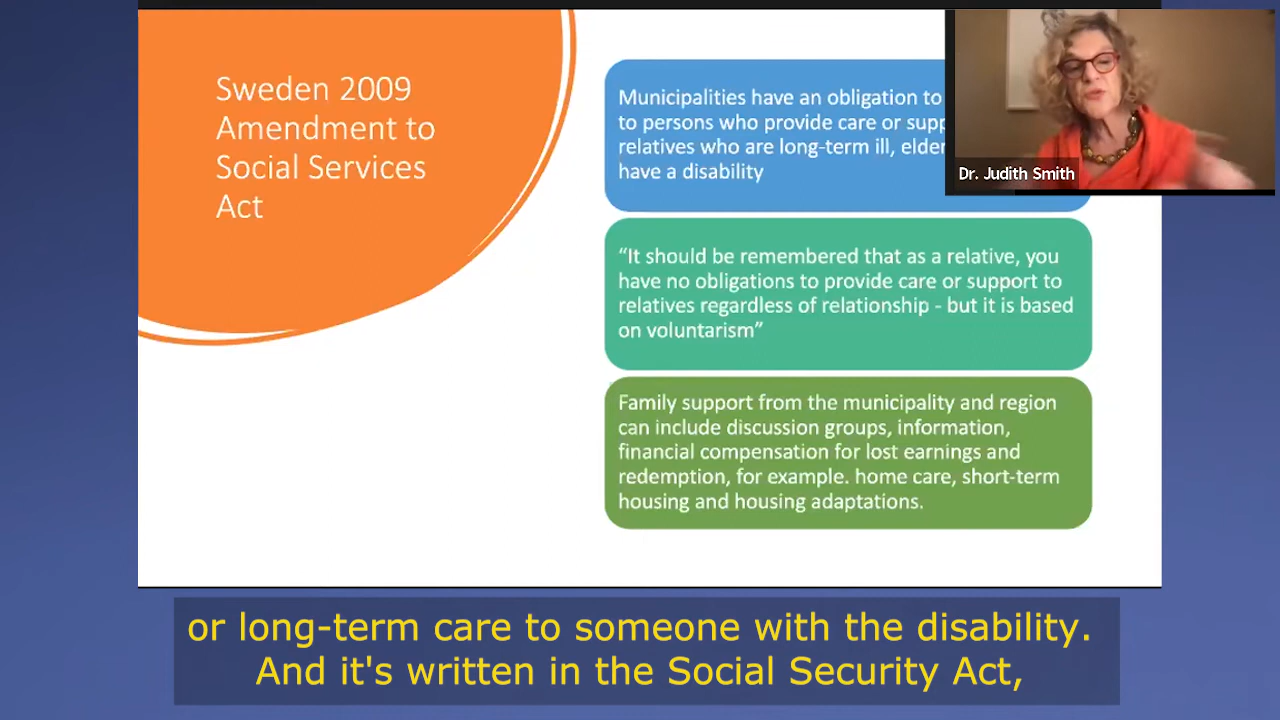 Sweden 2009
Amendment to
Social Services
Act
Municipalities have an obligation to
to persons who provide care or
relatives who are long-term ill,
have a disability
“It should be remembered that as a relative, you
have no obligations to provide care or support to
relatives regardless of relationship - but it is based
on voluntarism”
Family support from the municipality and region
can include discussion groups, information,
financial compensation for lost earnings and
redemption, for example. home care, short-term
housing and housing adaptations.
Dr. Judith Smith
or long-term care to someone with the disability.
And it's written in the Social Security Act,